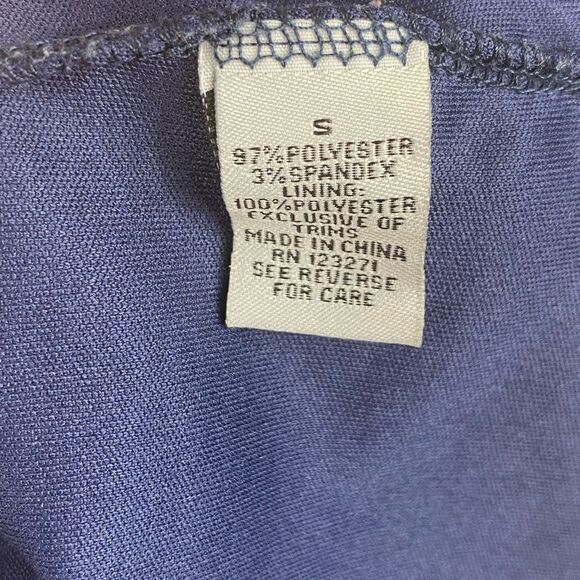 S
97%POLYESTER
3%SPANDEX
LINING:
100%POLYESTER
EXCLUSIVE OF
TRIMS
MADE IN CHINA
RN 123271
SEE REVERSE
FOR CARE